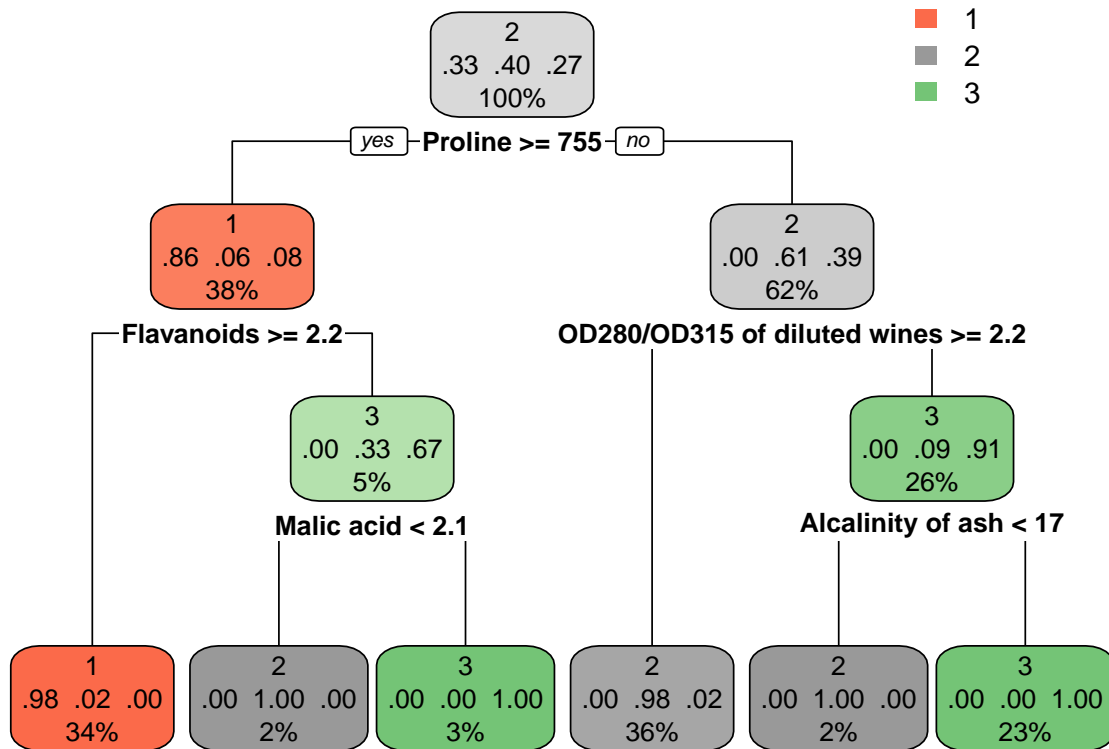 2
.33 .40 .27
100%
1
2
3
yes Proline >= 755 no
1
.86 .06 .08
38%
2
.00 .61 .39
62%
Flavanoids >= 2.2
OD280/OD315 of diluted wines >= 2.2
3
.00 .33 .67
5%
3
.00 .09 .91
26%
Malic acid < 2.1
Alcalinity of ash < 17
1
.98 .02 .00
34%
2
.00 1.00 .00
2%
3
.00 .00 1.00
3%
2
.00 .98 .02
36%
2
.00 1.00 .00
2%
3
.00 .00 1.00
23%